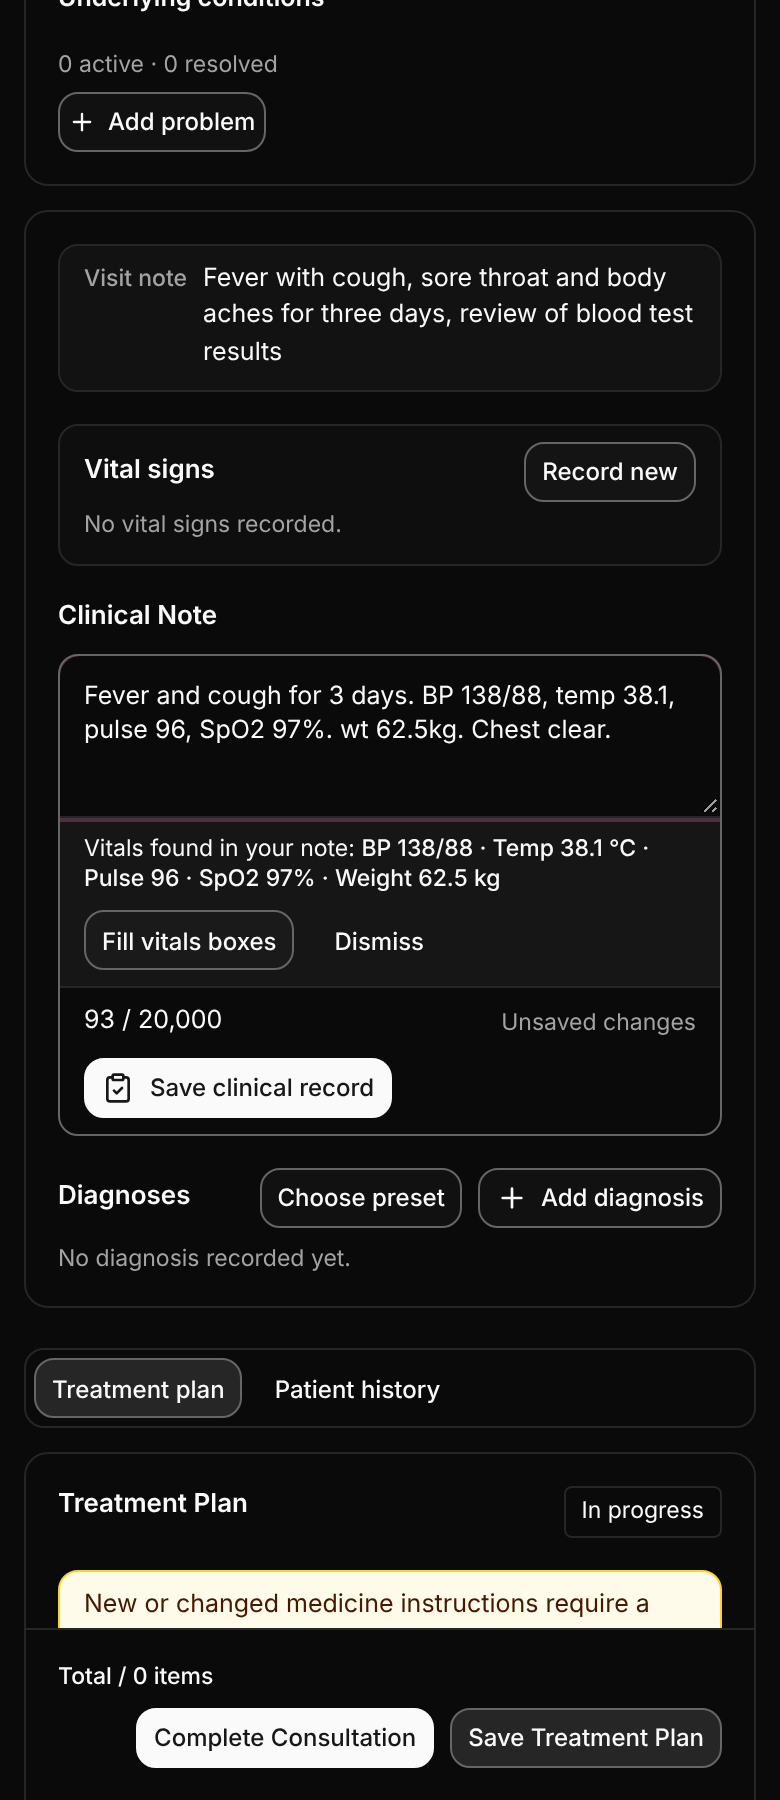 Underlying conditions
0 active · 0 resolved
+ Add problem
Visit note
Fever with cough, sore throat and body
aches for three days, review of blood test
results
Vital signs
Record new
No vital signs recorded.
Clinical Note
Fever and cough for 3 days. BP 138/88, temp 38.1,
pulse 96, SpO2 97%. wt 62.5kg. Chest clear.
Vitals found in your note: BP 138/88 · Temp 38.1 °C ·
Pulse 96 · SpO2 97% · Weight 62.5 kg
Fill vitals boxes
Dismiss
93 / 20,000
Unsaved changes
Save clinical record
Diagnoses
Choose preset
+ Add diagnosis
No diagnosis recorded yet.
Treatment plan
Patient history
Treatment Plan
In progress
New or changed medicine instructions require a
Total / 0 items
Complete Consultation
Save Treatment Plan